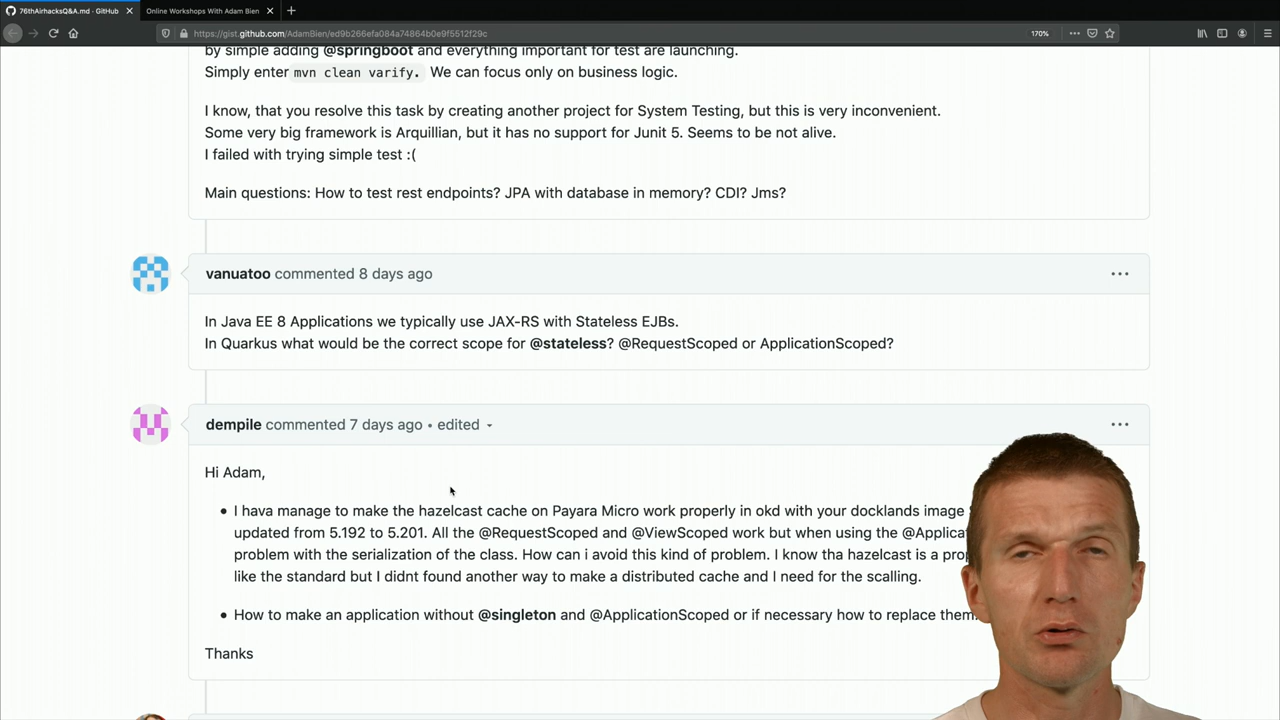 76thAirhacksQ&A.md - GitHub
Online Workshops With Adam Bien
https://gist.github.com/AdamBien/ed9b266efa084a74864b0e9f5512f29c
170%
by simple adding @springboot and everything important for test are launching.
Simply enter mvn clean varify. We can focus only on business logic.
I know, that you resolve this task by creating another project for System Testing, but this is very inconvenient.
Some very big framework is Arquillian, but it has no support for Junit 5. Seems to be not alive.
I failed with trying simple test :(
Main questions: How to test rest endpoints? JPA with database in memory? CDI? Jms?
vanuatoo commented 8 days ago
In Java EE 8 Applications we typically use JAX-RS with Stateless EJBs.
In Quarkus what would be the correct scope for @stateless? @RequestScoped or ApplicationScoped?
dempile commented 7 days ago • edited
Hi Adam,
• I hava manage to make the hazelcast cache on Payara Micro work properly in okd with your docklands image
updated from 5.192 to 5.201. All the @RequestScoped and @ViewScoped work but when using the
problem with the serialization of the class. How can i avoid this kind of problem. I know tha hazelcast is a
like the standard but I didnt found another way to make a distributed cache and I need for the scalling.
• How to make an application without @singleton and @ApplicationScoped or if necessary how to replace them.
Thanks